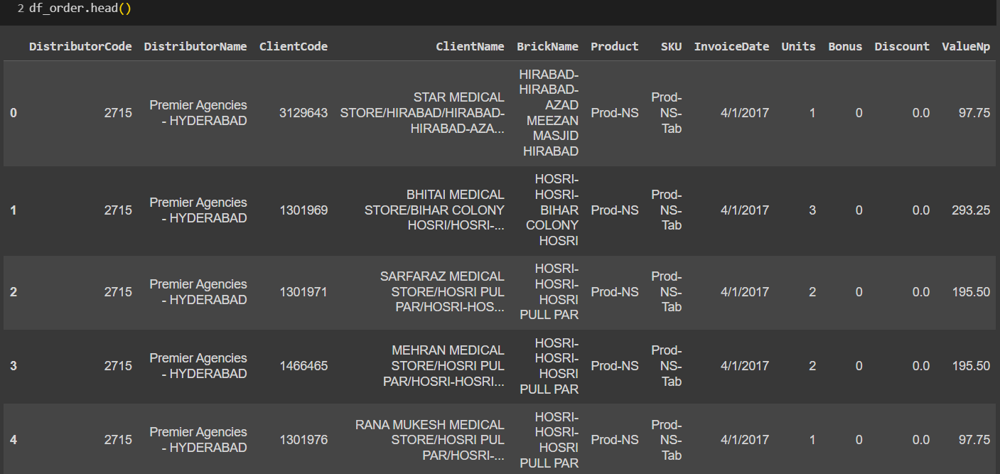 2 df_order.head()
DistributorCode DistributorName ClientCode ClientName BrickName Product SKU InvoiceDate Units Bonus Discount ValueNp
HIRABAD-
HIRABAD-
STAR MEDICAL Prod-
Premier Agencies AZAD
0 2715 3129643 STORE/HIRABAD/HIRABAD- MEEZAN Prod-NS NS- 4/1/2017 1 0 0.0 97.75
- HYDERABAD
HIRABAD-AZA... MASJID Tab
HIRABAD
HOSRI-
BHITAI MEDICAL HOSRI- Prod-
Premier Agencies
1 2715 1301969 STORE/BIHAR COLONY BIHAR Prod-NS NS- 4/1/2017 3 0 0.0 293.25
- HYDERABAD
HOSRI/HOSRI-... COLONY Tab
HOSRI
HOSRI-
SARFARAZ MEDICAL HOSRI- Prod-
Premier Agencies
2 2715 1301971 STORE/HOSRI PUL HOSRI Prod-NS NS- 4/1/2017 2 0 0.0 195.50
- HYDERABAD
PAR/HOSRI-HOS... PULL PAR Tab
HOSRI-
MEHRAN MEDICAL HOSRI- Prod-
Premier Agencies
3 2715 1466465 STORE/HOSRI PUL HOSRI Prod-NS NS- 4/1/2017 2 0 0.0 195.50
- HYDERABAD
PAR/HOSRI-HOSRI... PULL PAR Tab
HOSRI-
RANA MUKESH MEDICAL HOSRI- Prod-
Premier Agencies
4 2715 1301976 STORE/HOSRI PUL HOSRI Prod-NS NS- 4/1/2017 1 0 0.0 97.75
- HYDERABAD
PAR/HOSRI-... PULL PAR Tab